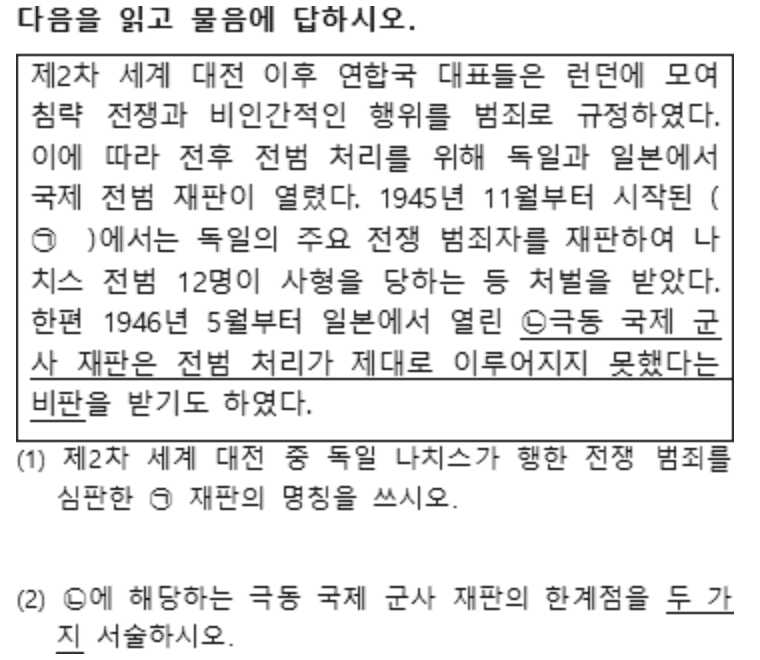 다음을 읽고 물음에 답하시오.
제2차 세계 대전 이후 연합국 대표들은 런던에 모여
침략 전쟁과 비인간적인 행위를 범죄로 규정하였다.
이에 따라 전후 전범 처리를 위해 독일과 일본에서
국제 전범 재판이 열렸다. 1945년 11월부터 시작된 (
㉠ )에서는 독일의 주요 전쟁 범죄자를 재판하여 나
치스 전범 12명이 사형을 당하는 등 처벌을 받았다.
한편 1946년 5월부터 일본에서 열린 ㉡극동 국제 군
사 재판은 전범 처리가 제대로 이루어지지 못했다는
비판을 받기도 하였다.
(1) 제2차 세계 대전 중 독일 나치스가 행한 전쟁 범죄를
심판한 ㉠ 재판의 명칭을 쓰시오.
(2) ㉡에 해당하는 극동 국제 군사 재판의 한계점을 두 가
지 서술하시오.